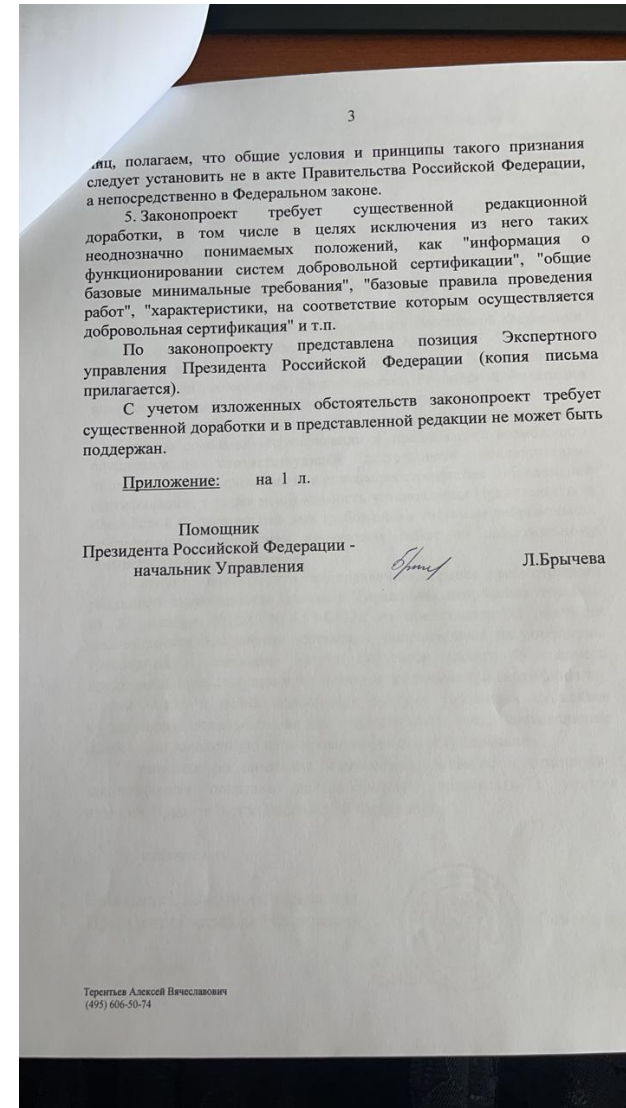 3
полагаем, что общие условия и принципы такого признания
следует установить не в акте Правительства Российской Федерации,
а непосредственно в Федеральном законе.
5. Законопроект требует существенной редакционной
доработки, в том числе в целях исключения из него таких
неоднозначно понимаемых положений, как "информация о
функционировании систем добровольной сертификации", "общие
базовые минимальные требования", "базовые правила проведения
работ", "характеристики, на соответствие которым осуществляется
добровольная сертификация" и т.п.
По законопроекту представлена позиция Экспертного
управления Президента Российской Федерации (копия письма
прилагается).
С учетом изложенных обстоятельств законопроект требует
существенной доработки и в представленной редакции не может быть
поддержан.
Приложение: на 1 л.
Помощник
Президента Российской Федерации -
начальник Управления
Л.Брычева
Терентьев Алексей Вячеславович
(495) 606-50-74